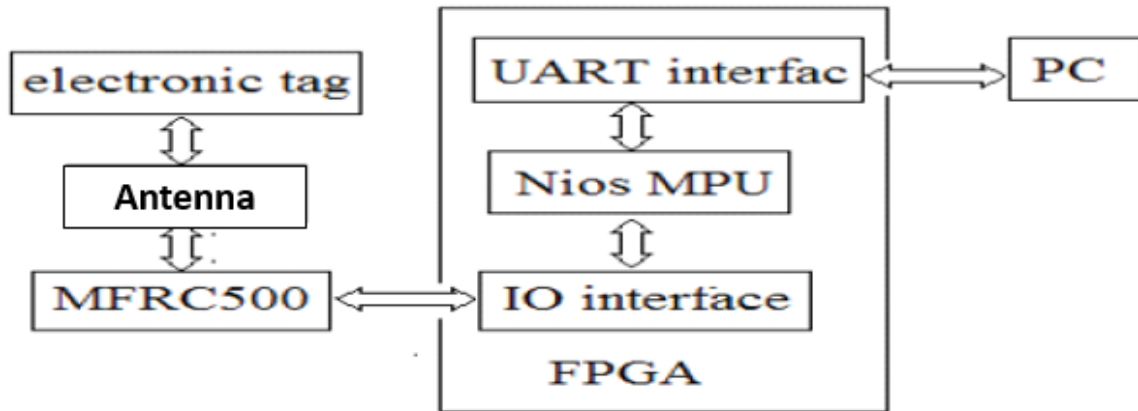 electronic tag
Antenna
MFRC500
UART interfac
Nios MPU
IO interface
FPGA
PC